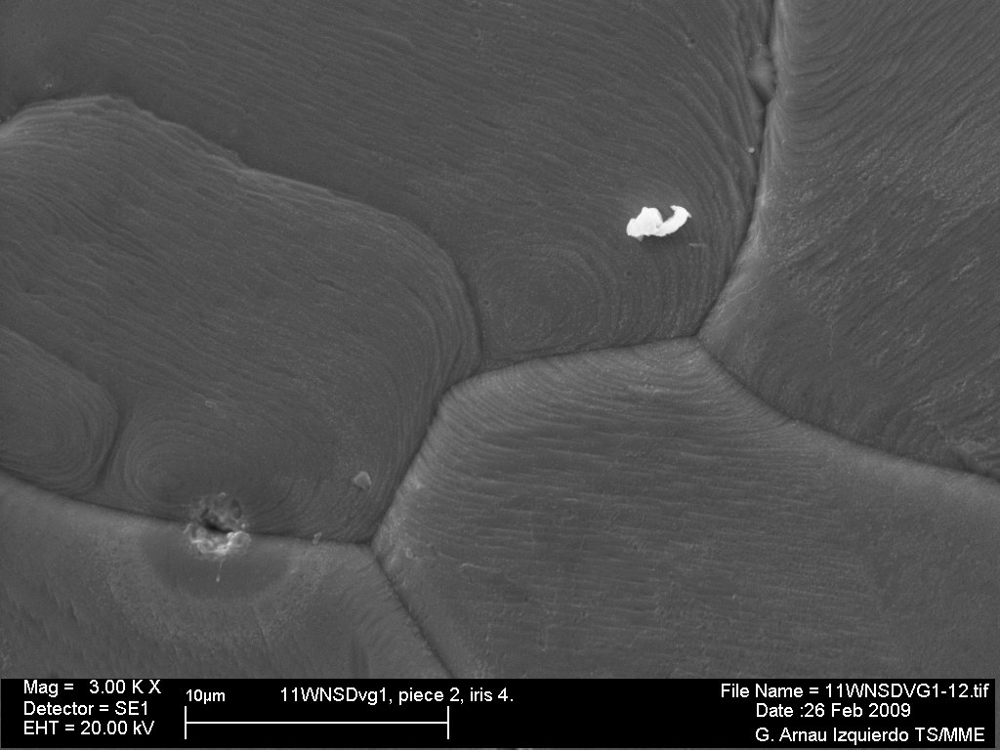 Mag = 3.00 K X
Detector = SE1
EHT = 20.00 kV
10µm
11WNSDvg1, piece 2, iris 4.
File Name = 11WNSDVG1-12.tif
Date :26 Feb 2009
G. Arnau Izquierdo TS/MME